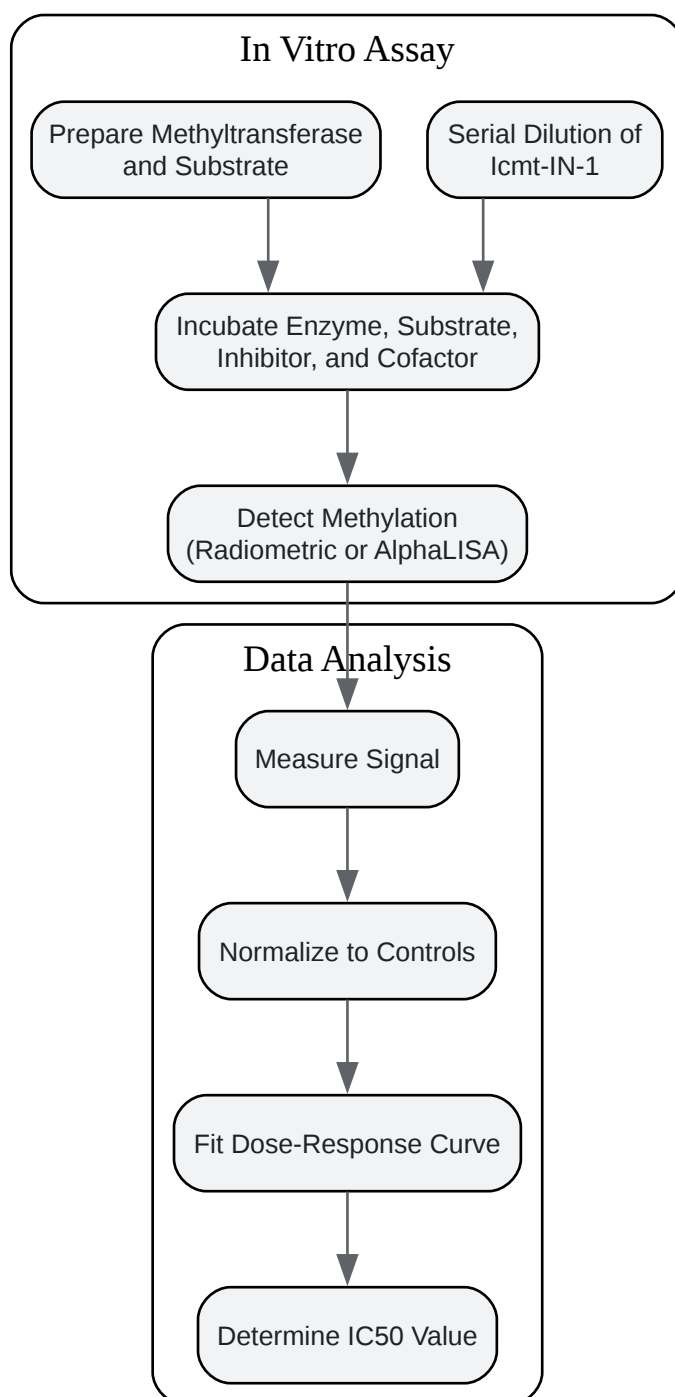 In Vitro Assay
Prepare Methyltransferase
and Substrate
Serial Dilution of
Icmt-IN-1
Incubate Enzyme, Substrate,
Inhibitor, and Cofactor
Detect Methylation
(Radiometric or AlphaLISA)
Data Analysis
Measure Signal
Normalize to Controls
Fit Dose-Response Curve
Determine IC50 Value